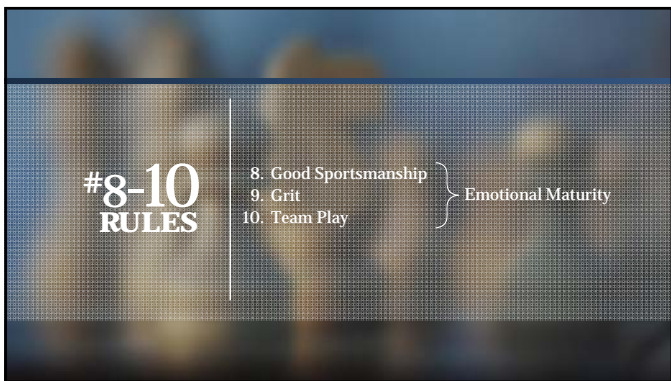 #8-10
RULES
8. Good Sportsmanship
9. Grit
10. Team Play
Emotional Maturity